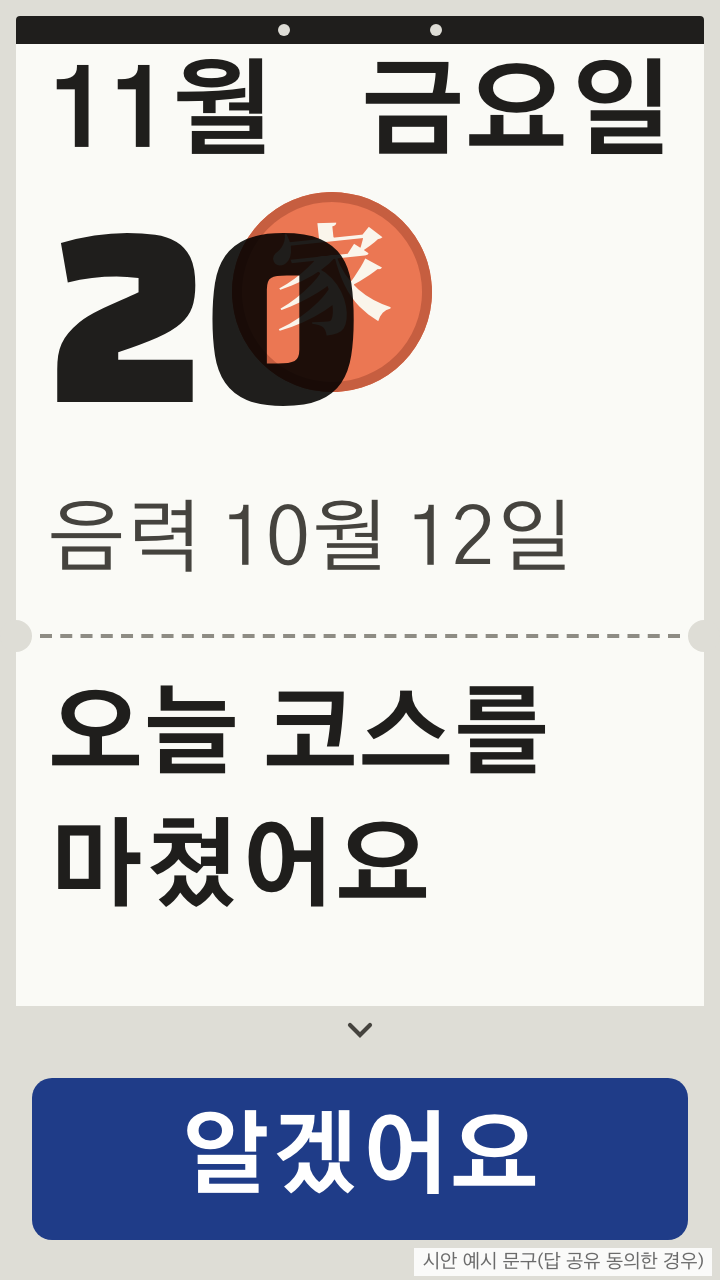 11월 금요일
20
家
음력 10월 12일
오늘 코스를
마쳤어요
알겠어요
시안 예시 문구(답 공유 동의한 경우)